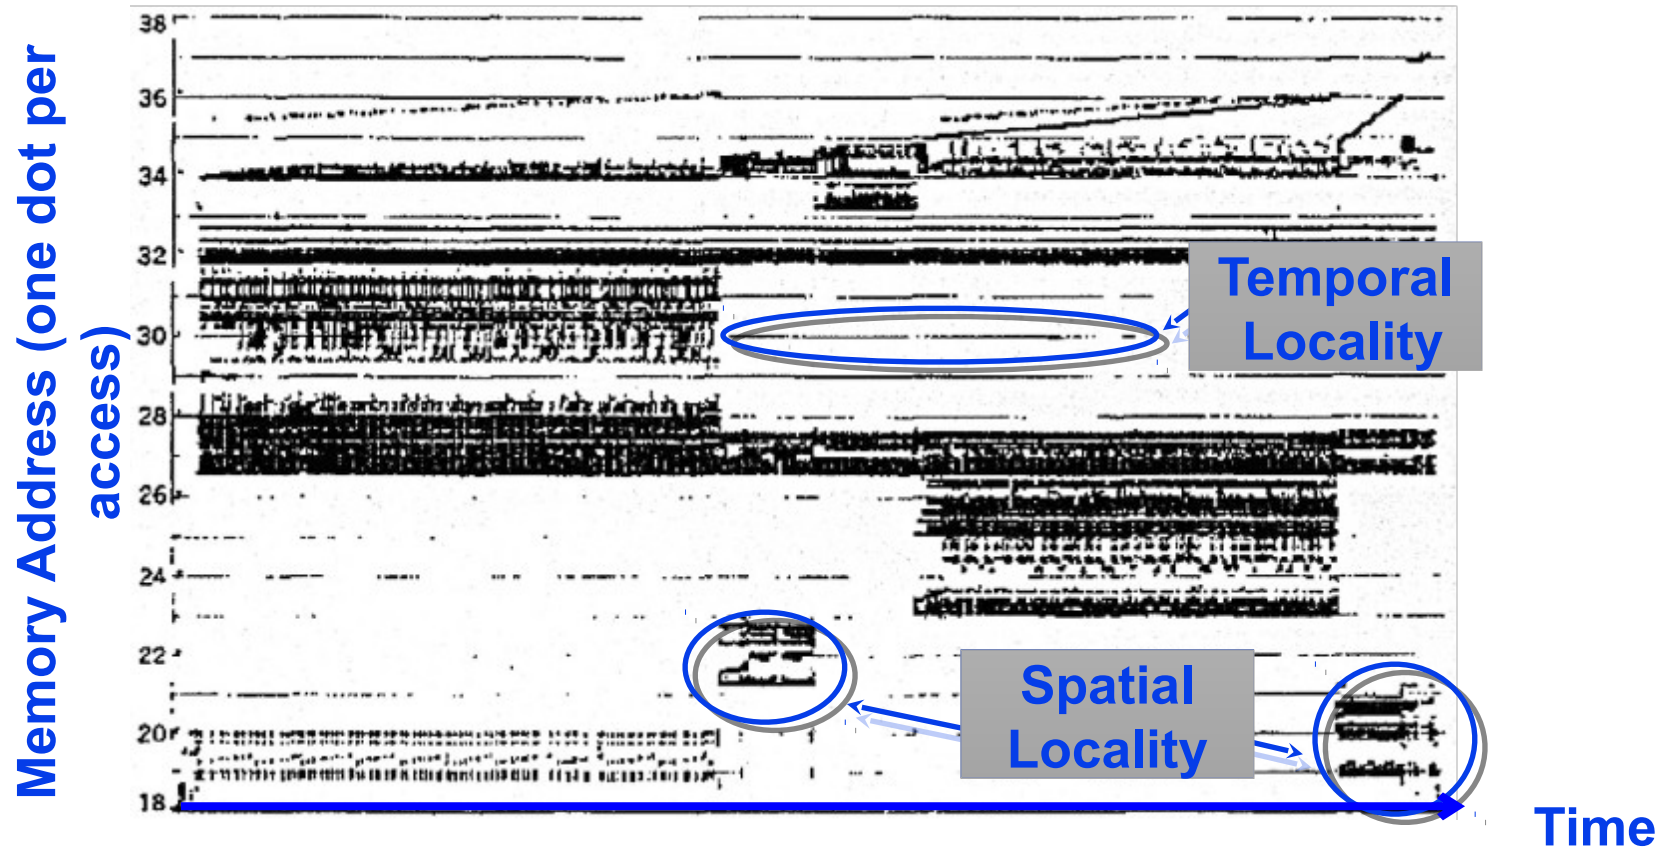 Memory Address (one dot per
access)
38
36
34
32
30
28
26
24
22
20
18
Temporal
Locality
Spatial
Locality
Time